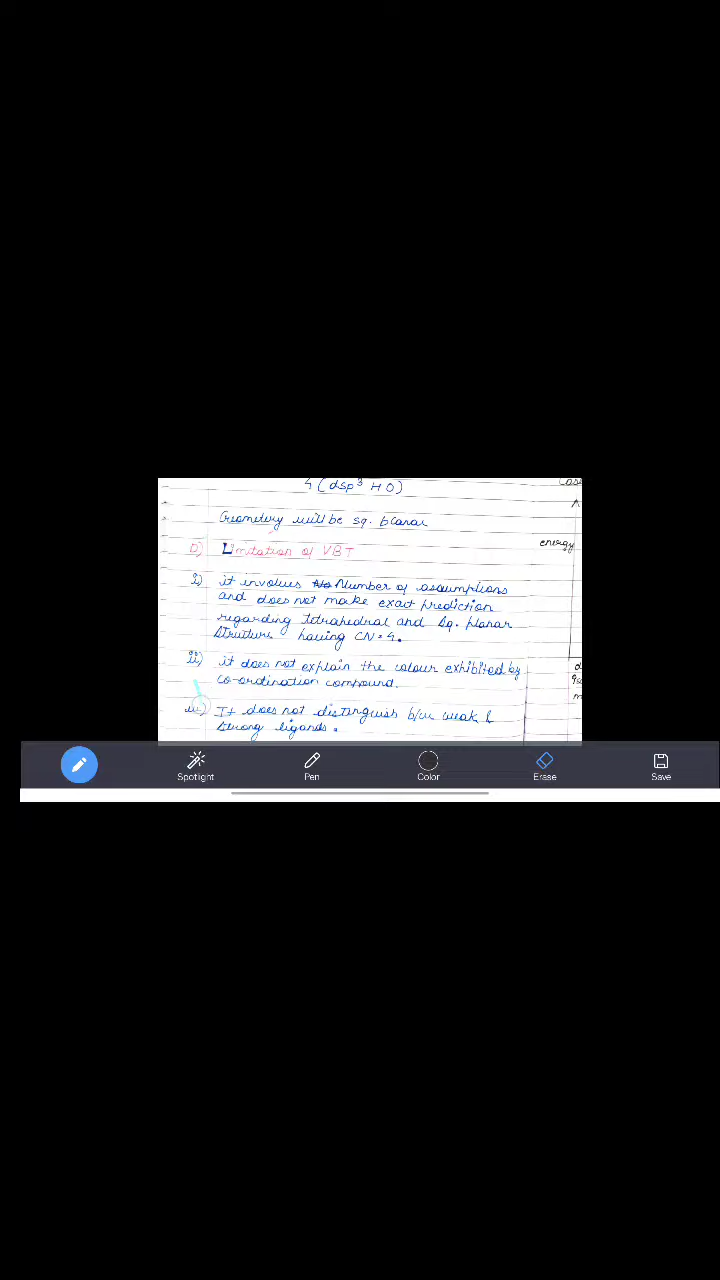 4 (dsp³ HO)
Geometry will be sq. planar
energy
D) Limitation of VBT
i) it involves Number of assumptions
and does not make exact prediction
regarding tetrahedral and sq. planar
structure having CN = 4.
ii) it does not explain the colour exhibited by
co-ordination compound.
iii) It does not distinguish b/w weak &
strong ligands.
Spotlight Pen Color Erase Save